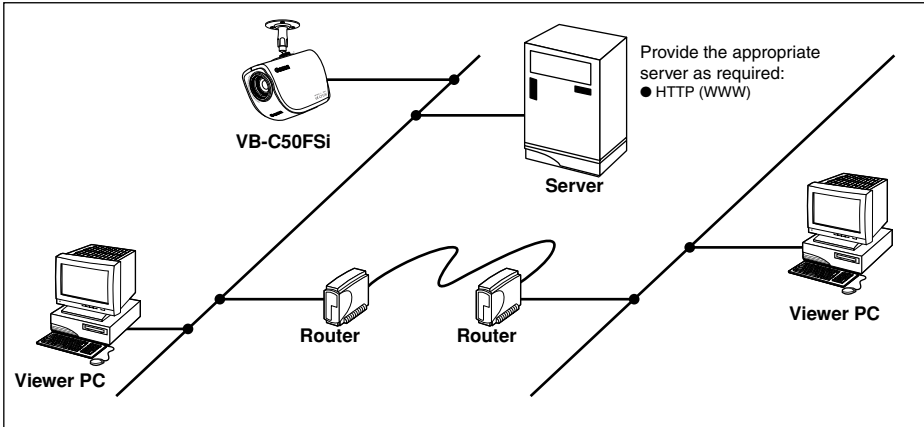 Provide the appropriate
server as required:
● HTTP (WWW)
VB-C50FSi
Server
Router
Router
Viewer PC
Viewer PC